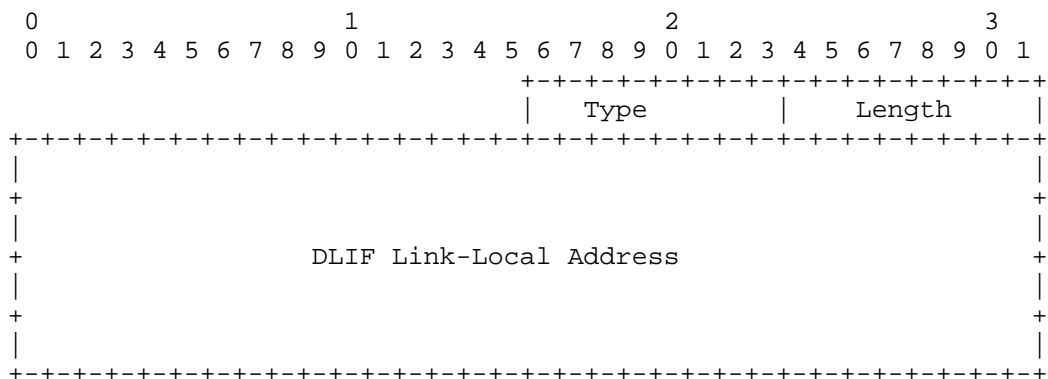 0                   1                   2                   3
 0 1 2 3 4 5 6 7 8 9 0 1 2 3 4 5 6 7 8 9 0 1 2 3 4 5 6 7 8 9 0 1
                                +-+-+-+-+-+-+-+-+-+-+-+-+-+-+-+-+
                                |   Type        |    Length     |
+-+-+-+-+-+-+-+-+-+-+-+-+-+-+-+-+-+-+-+-+-+-+-+-+-+-+-+-+-+-+-+-+
|                                                               |
+                                                               +
|                                                               |
+                  DLIF Link-Local Address                      +
|                                                               |
+                                                               +
|                                                               |
+-+-+-+-+-+-+-+-+-+-+-+-+-+-+-+-+-+-+-+-+-+-+-+-+-+-+-+-+-+-+-+-+